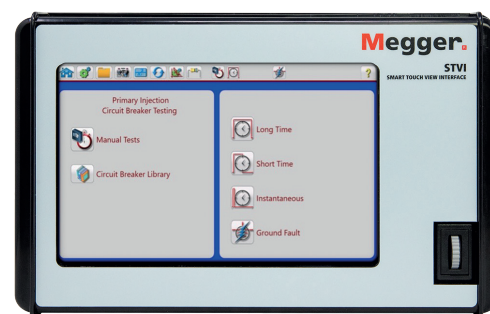 Megger.
STVI
SMART TOUCH VIEW INTERFACE
?
Primary Injection
Circuit Breaker Testing
Manual Tests
Circuit Breaker Library
Long Time
Short Time
Instantaneous
Ground Fault